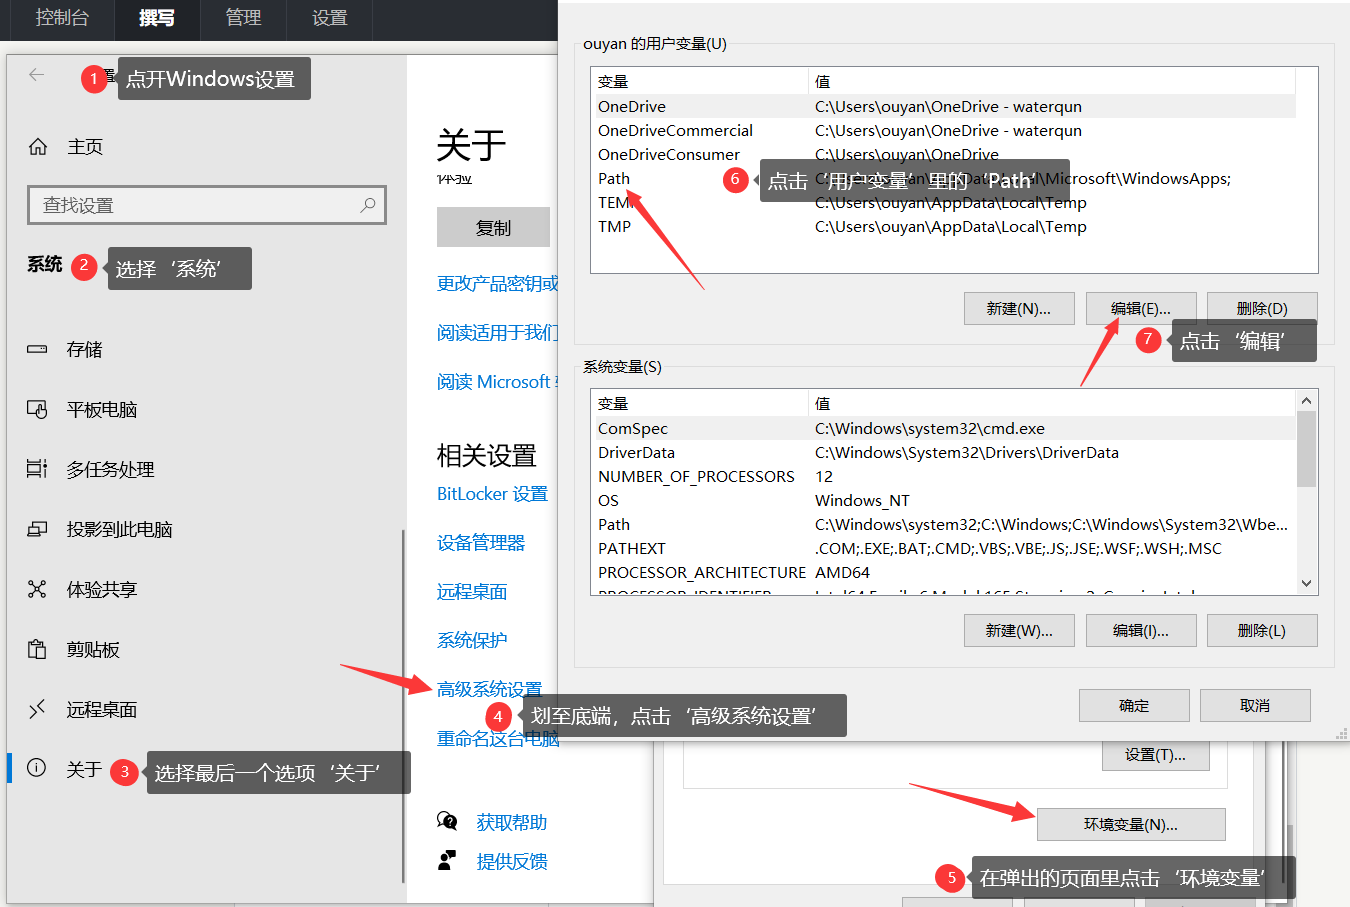 控制台 撰写 管理 设置
置
1 点开Windows设置
主页
查找设置
系统
2 选择‘系统’
存储
平板电脑
多任务处理
投影到此电脑
体验共享
剪贴板
远程桌面
关于
3 选择最后一个选项‘关于’
关于
体验
复制
更改产品密钥或
阅读适用于我们
阅读 Microsoft
相关设置
BitLocker 设置
设备管理器
远程桌面
系统保护
高级系统设置
4 划至底端，点击‘高级系统设置’
重命名这台电脑
获取帮助
提供反馈
ouyan 的用户变量(U)
变量 值
OneDrive C:\Users\ouyan\OneDrive - waterqun
OneDriveCommercial C:\Users\ouyan\OneDrive - waterqun
OneDriveConsumer C:\Users\ouyan\OneDrive
Path \Microsoft\WindowsApps;
6 点击‘用户变量’里的‘Path’
TEMP C:\Users\ouyan\AppData\Local\Temp
TMP C:\Users\ouyan\AppData\Local\Temp
新建(N)... 编辑(E)... 删除(D)
7 点击‘编辑’
系统变量(S)
变量 值
ComSpec C:\Windows\system32\cmd.exe
DriverData C:\Windows\System32\Drivers\DriverData
NUMBER_OF_PROCESSORS 12
OS Windows_NT
Path C:\Windows\system32;C:\Windows;C:\Windows\System32\Wbe...
PATHEXT .COM;.EXE;.BAT;.CMD;.VBS;.VBE;.JS;.JSE;.WSF;.WSH;.MSC
PROCESSOR_ARCHITECTURE AMD64
PROCESSOR_IDENTIFIER Intel64 Family 6 Model 165 Stepping 2, GenuineIntel
新建(W)... 编辑(I)... 删除(L)
确定 取消
设置(T)...
环境变量(N)...
5 在弹出的页面里点击‘环境变量’